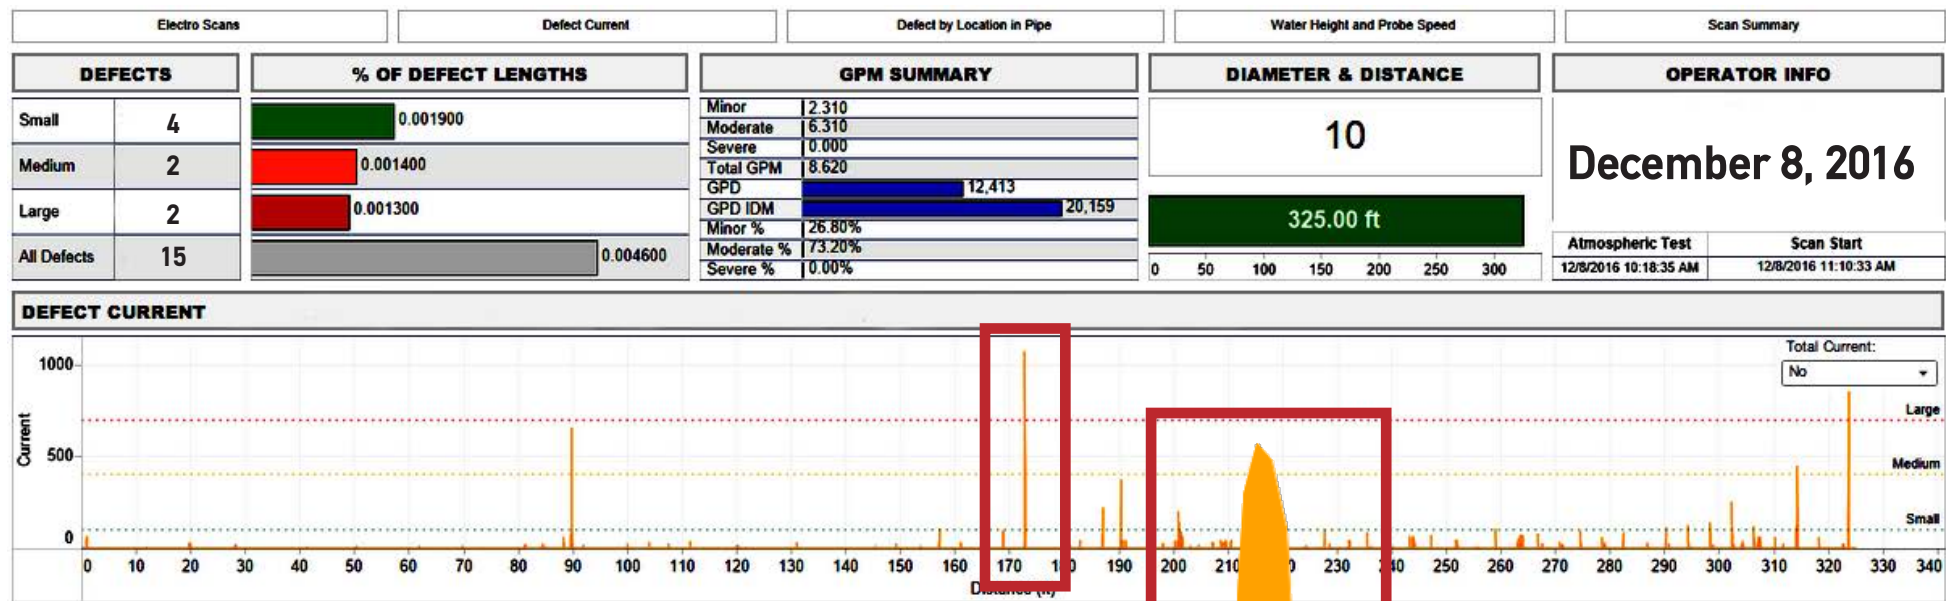 Electro Scans
Defect Current
Defect by Location in Pipe
Water Height and Probe Speed
Scan Summary
DEFECTS
% OF DEFECT LENGTHS
GPM SUMMARY
DIAMETER & DISTANCE
OPERATOR INFO
Small 4
Medium 2
Large 2
All Defects 15
0.001900
0.001400
0.001300
0.004600
Minor 2.310
Moderate 6.310
Severe 0.000
Total GPM 8.620
GPD 12,413
GPD IDM 20,159
Minor % 26.80%
Moderate % 73.20%
Severe % 0.00%
10
325.00 ft
0 50 100 150 200 250 300
December 8, 2016
Atmospheric Test Scan Start
12/8/2016 10:18:35 AM 12/8/2016 11:10:33 AM
DEFECT CURRENT
Total Current:
No
1000
500
0
Current
Large
Medium
Small
0 10 20 30 40 50 60 70 80 90 100 110 120 130 140 150 160 170 190 200 230 240 250 260 270 280 290 300 310 320 330 340